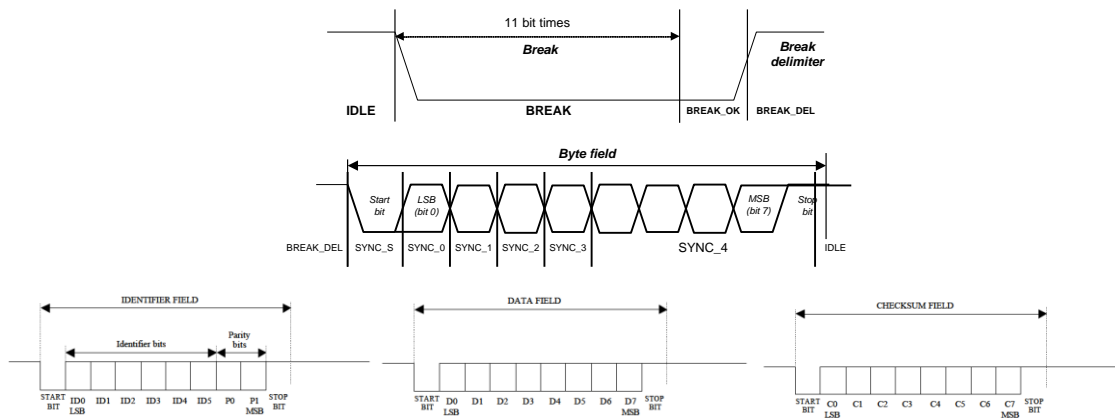 11 bit times
Break
Break
delimiter
IDLE
BREAK
BREAK_OK
BREAK_DEL
Byte field
Start
bit
LSB
(bit 0)
MSB
(bit 7)
Stop
bit
BREAK_DEL
SYNC_S
SYNC_0
SYNC_1
SYNC_2
SYNC_3
SYNC_4
IDLE
IDENTIFIER FIELD
Identifier bits
Parity
bits
START
BIT
ID0
LSB
ID1
ID2
ID3
ID4
ID5
P0
P1
MSB
STOP
BIT
DATA FIELD
START
BIT
D0
LSB
D1
D2
D3
D4
D5
D6
D7
MSB
STOP
BIT
CHECKSUM FIELD
START
BIT
C0
LSB
C1
C2
C3
C4
C5
C6
C7
MSB
STOP
BIT